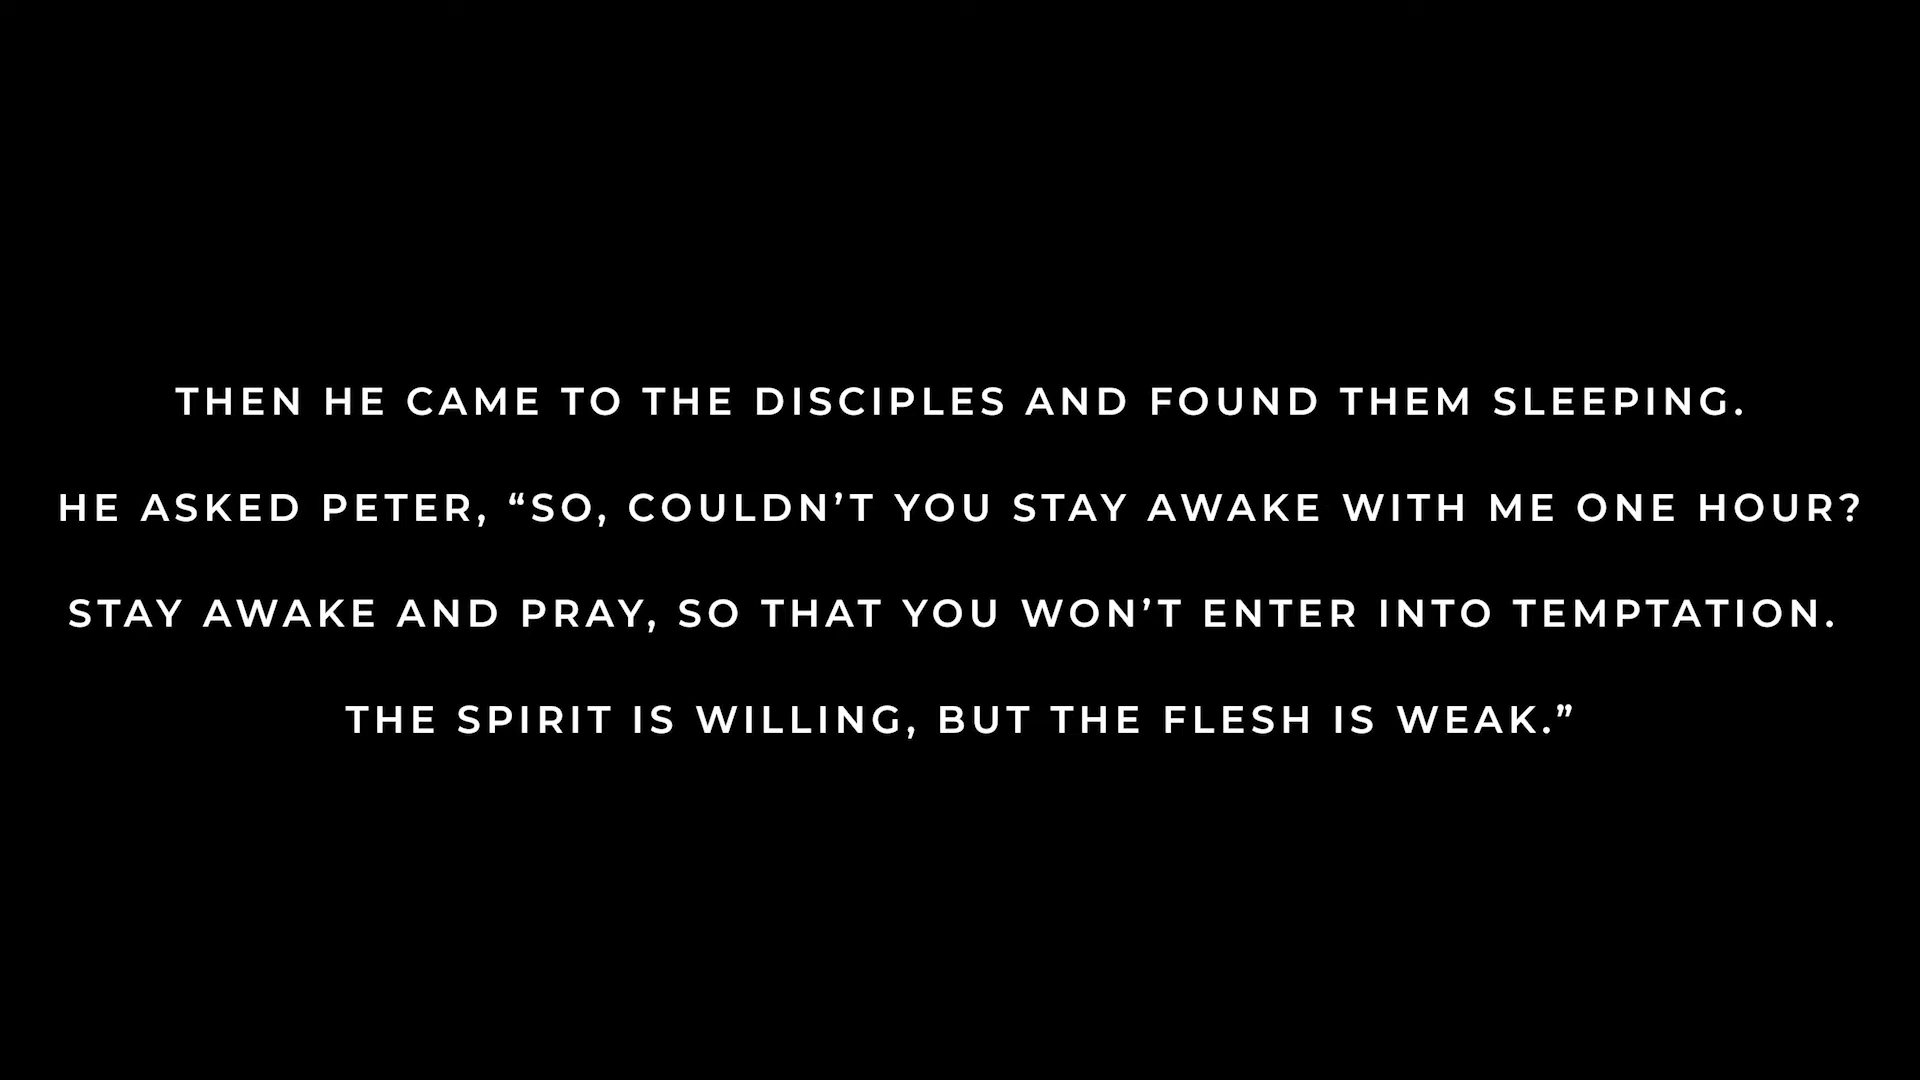 THEN HE CAME TO THE DISCIPLES AND FOUND THEM SLEEPING.
HE ASKED PETER, “SO, COULDN’T YOU STAY AWAKE WITH ME ONE HOUR?
STAY AWAKE AND PRAY, SO THAT YOU WON’T ENTER INTO TEMPTATION.
THE SPIRIT IS WILLING, BUT THE FLESH IS WEAK.”